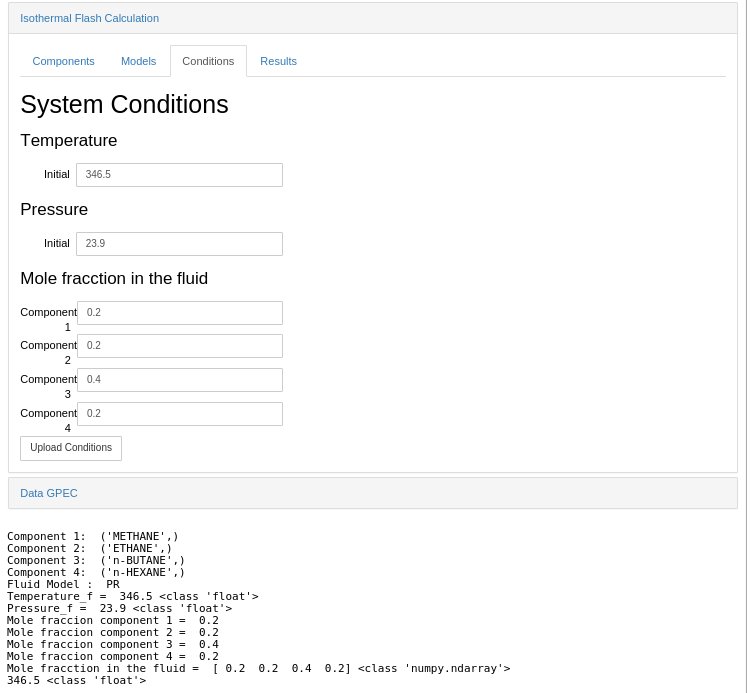 Isothermal Flash Calculation
Components Models Conditions Results
System Conditions
Temperature
Initial 346.5
Pressure
Initial 23.9
Mole fracction in the fluid
Component 1 0.2
Component 2 0.2
Component 3 0.4
Component 4 0.2
Upload Conditions
Data GPEC
Component 1:  ('METHANE',)
Component 2:  ('ETHANE',)
Component 3:  ('n-BUTANE',)
Component 4:  ('n-HEXANE',)
Fluid Model :  PR
Temperature_f =  346.5 <class 'float'>
Pressure_f =  23.9 <class 'float'>
Mole fraccion component 1 =  0.2
Mole fraccion component 2 =  0.2
Mole fraccion component 3 =  0.4
Mole fraccion component 4 =  0.2
Mole fracction in the fluid =  [ 0.2  0.2  0.4  0.2] <class 'numpy.ndarray'>
346.5 <class 'float'>